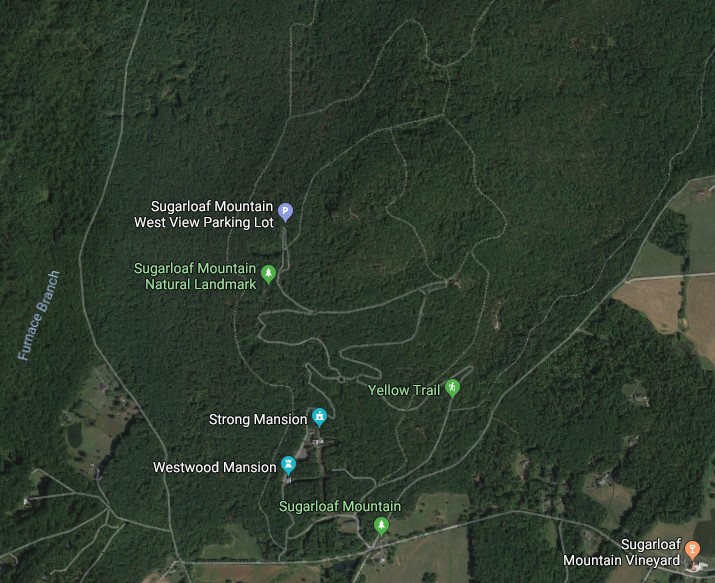 Sugarloaf Mountain
West View Parking Lot
P
Sugarloaf Mountain
Natural Landmark
Furnace Branch
Yellow Trail
Strong Mansion
Westwood Mansion
Sugarloaf Mountain
Sugarloaf
Mountain Vineyard